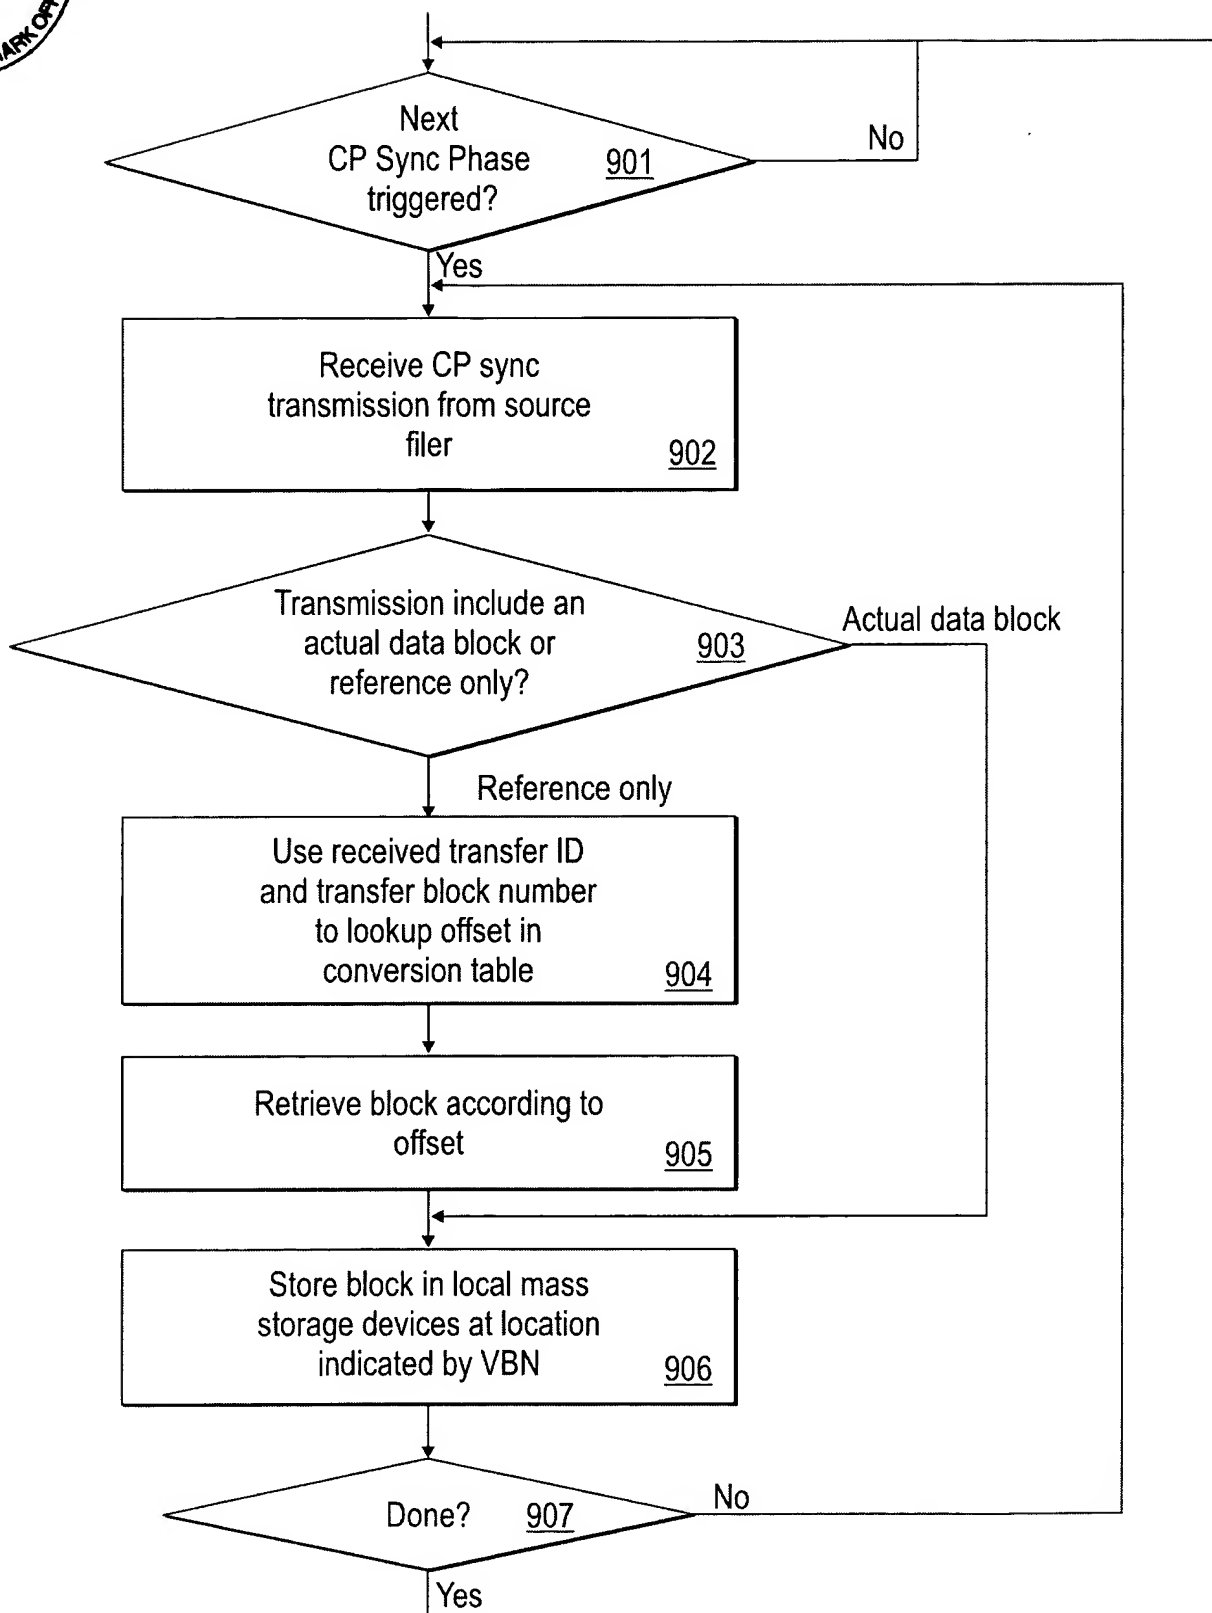 MARK OFF
Next
CP Sync Phase
triggered?
901
No
Yes
Receive CP sync
transmission from source
filer
902
Transmission include an
actual data block or
reference only?
903
Actual data block
Reference only
Use received transfer ID
and transfer block number
to lookup offset in
conversion table
904
Retrieve block according to
offset
905
Store block in local mass
storage devices at location
indicated by VBN
906
Done?
907
No
Yes